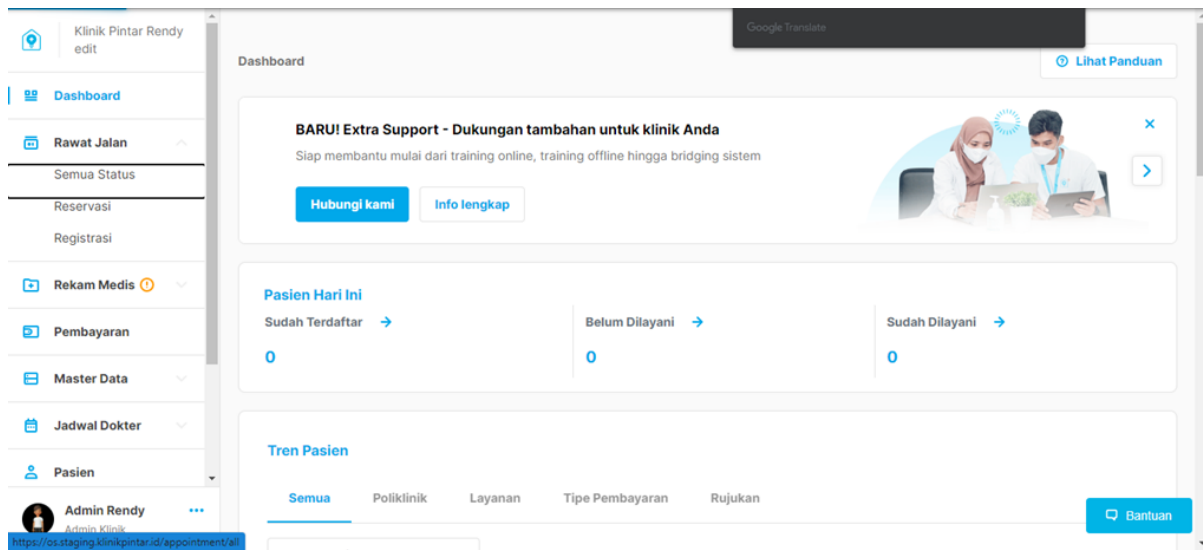 Klinik Pintar Rendy
edit
Dashboard
Rawat Jalan
Semua Status
Reservasi
Registrasi
Rekam Medis
Pembayaran
Master Data
Jadwal Dokter
Pasien
Admin Rendy
Admin Klinik
https://os.staging.klinikpintar.id/appointment/all
Google Translate
Dashboard
Lihat Panduan
BARU! Extra Support - Dukungan tambahan untuk klinik Anda
Siap membantu mulai dari training online, training offline hingga bridging sistem
Hubungi kami Info lengkap
Pasien Hari Ini
Sudah Terdaftar Belum Dilayani Sudah Dilayani
0 0 0
Tren Pasien
Semua Poliklinik Layanan Tipe Pembayaran Rujukan
Bantuan